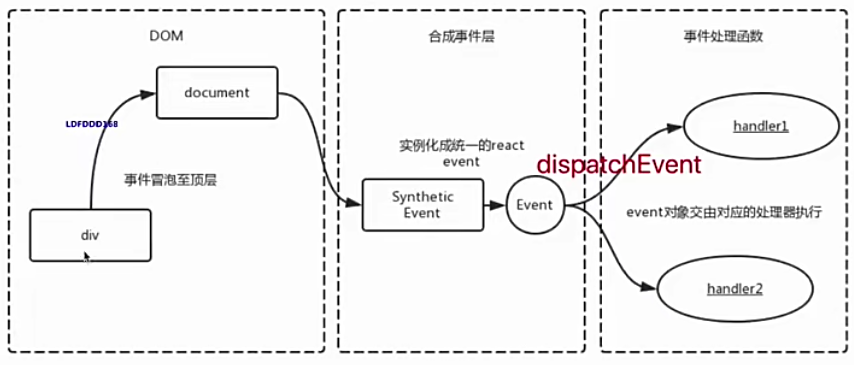 DOM
合成事件层
事件处理函数
document
LDFDDID168
事件冒泡至顶层
div
实例化成统一的react
event
Synthetic
Event
Event
dispatchEvent
handler1
event对象交由对应的处理器执行
handler2